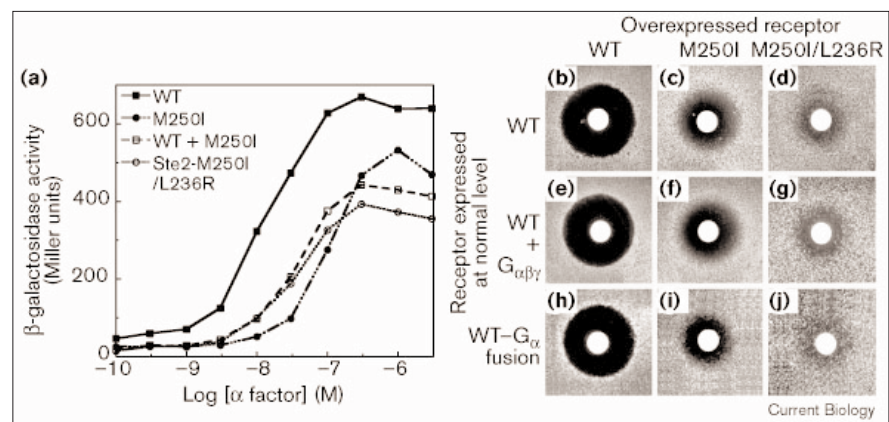 (a)
WT
M250I
WT + M250I
Ste2-M250I
/L236R
β-galactosidase activity
(Miller units)
600
400
200
0
−10
−9
−8
−7
−6
Log [α factor] (M)
Overexpressed receptor
WT
M250I
M250I/L236R
Receptor expressed
at normal level
WT
(b)
(c)
(d)
WT
+
Gαβγ
(e)
(f)
(g)
WT–Gα
fusion
(h)
(i)
(j)
Current Biology